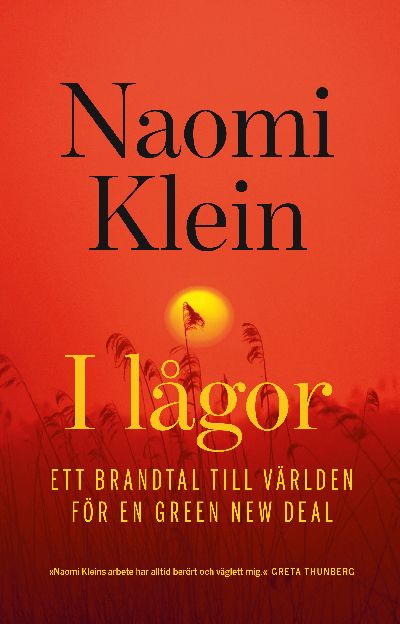 Naomi
Klein
I lågor
ETT BRANDTAL TILL VÄRLDEN
FÖR EN GREEN NEW DEAL
»Naomi Kleins arbete har alltid berört och väglett mig.« GRETA THUNBERG